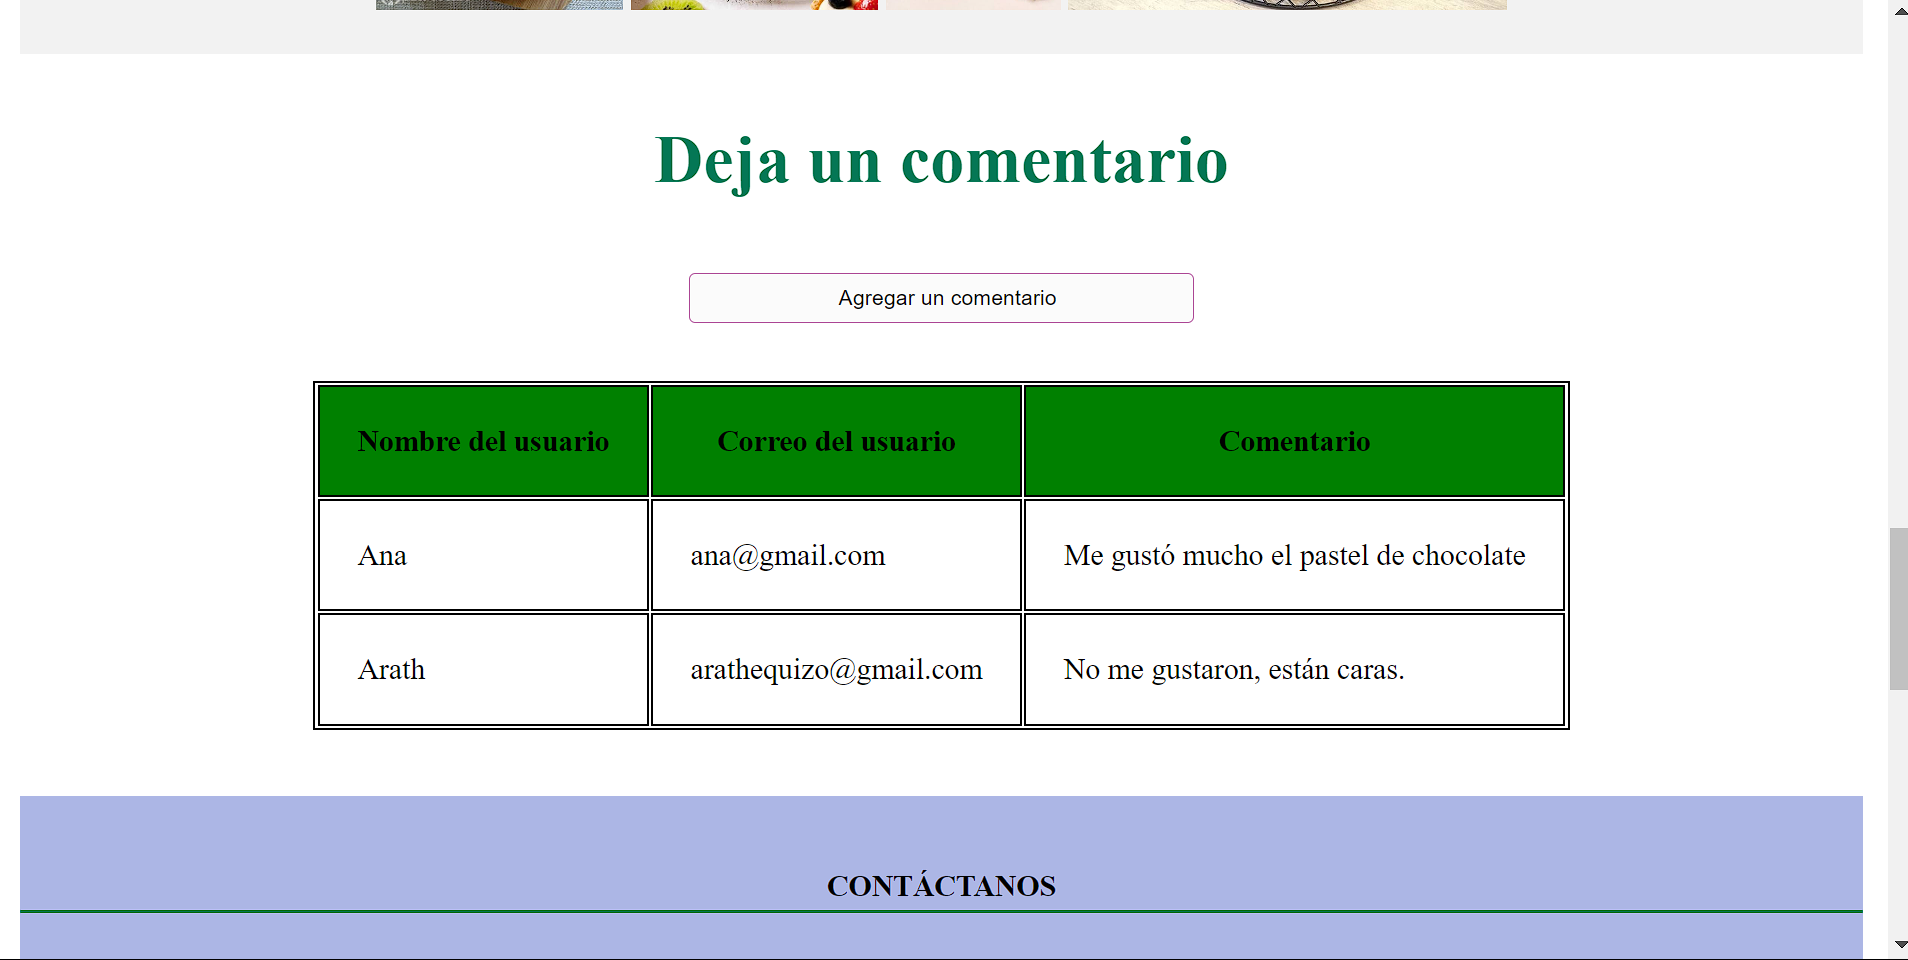 Deja un comentario
Agregar un comentario
Nombre del usuario Correo del usuario Comentario
Ana ana@gmail.com Me gustó mucho el pastel de chocolate
Arath arathequizo@gmail.com No me gustaron, están caras.
CONTÁCTANOS